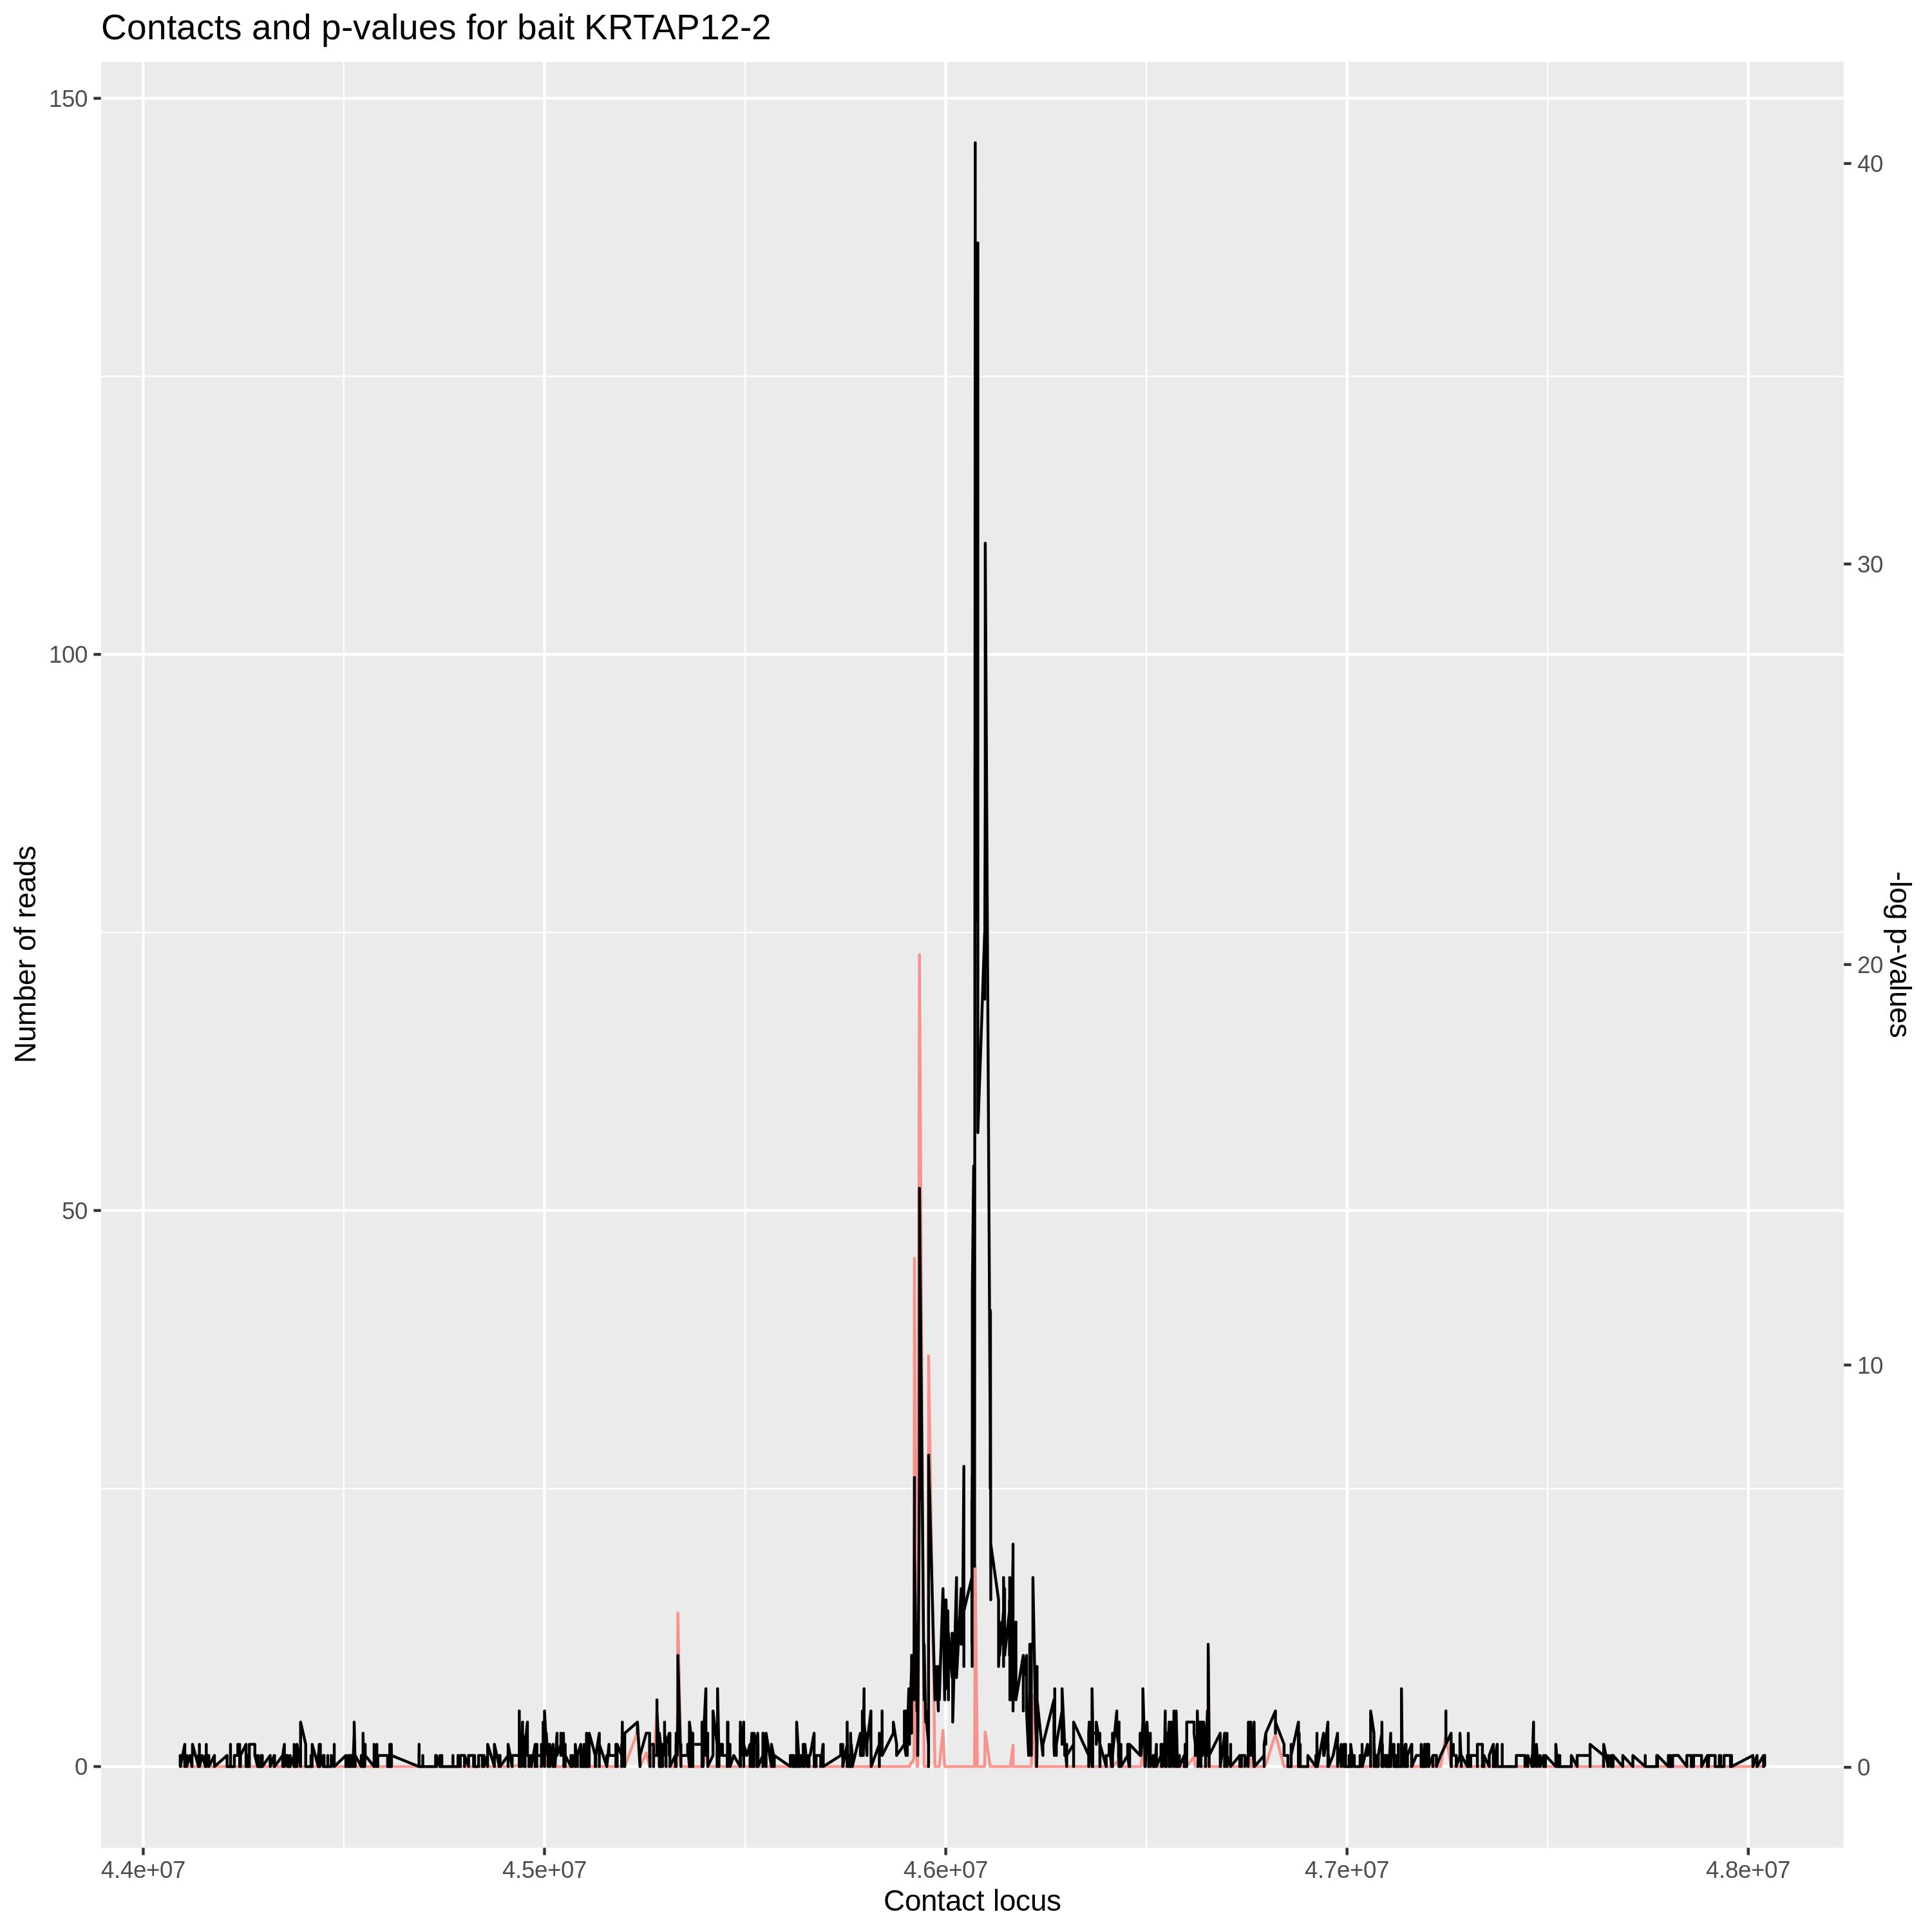 Contacts and p-values for bait KRTAP12-2
150
100
50
0
Number of reads
40
30
20
10
0
-log p-values
4.4e+07 4.5e+07 4.6e+07 4.7e+07 4.8e+07
Contact locus